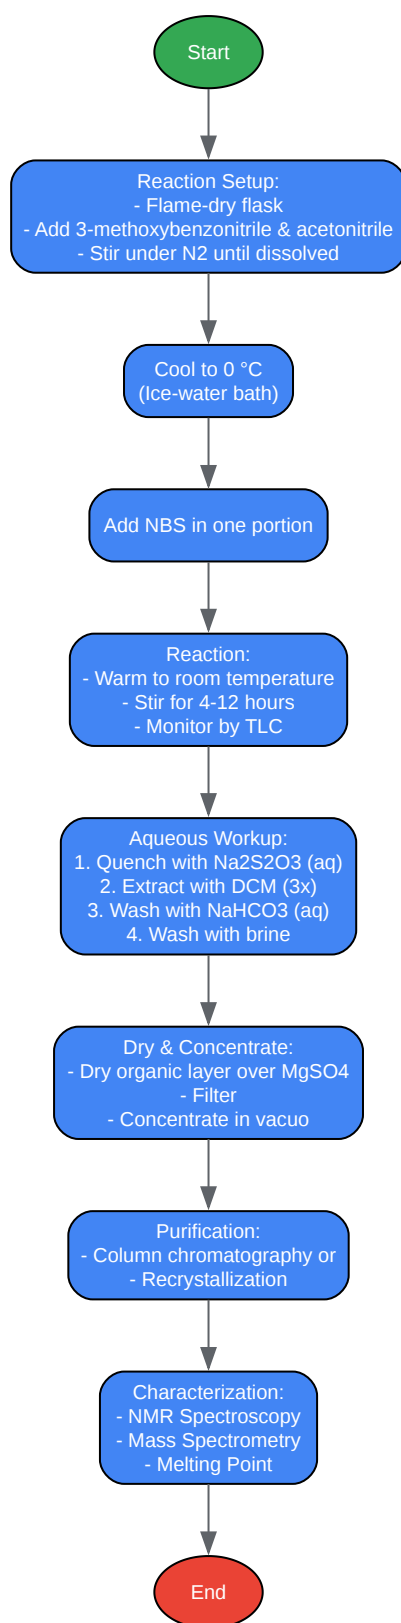 Start
Reaction Setup:
- Flame-dry flask
- Add 3-methoxybenzonitrile & acetonitrile
- Stir under N2 until dissolved
Cool to 0 °C
(Ice-water bath)
Add NBS in one portion
Reaction:
- Warm to room temperature
- Stir for 4-12 hours
- Monitor by TLC
Aqueous Workup:
1. Quench with Na2S2O3 (aq)
2. Extract with DCM (3x)
3. Wash with NaHCO3 (aq)
4. Wash with brine
Dry & Concentrate:
- Dry organic layer over MgSO4
- Filter
- Concentrate in vacuo
Purification:
- Column chromatography or
- Recrystallization
Characterization:
- NMR Spectroscopy
- Mass Spectrometry
- Melting Point
End